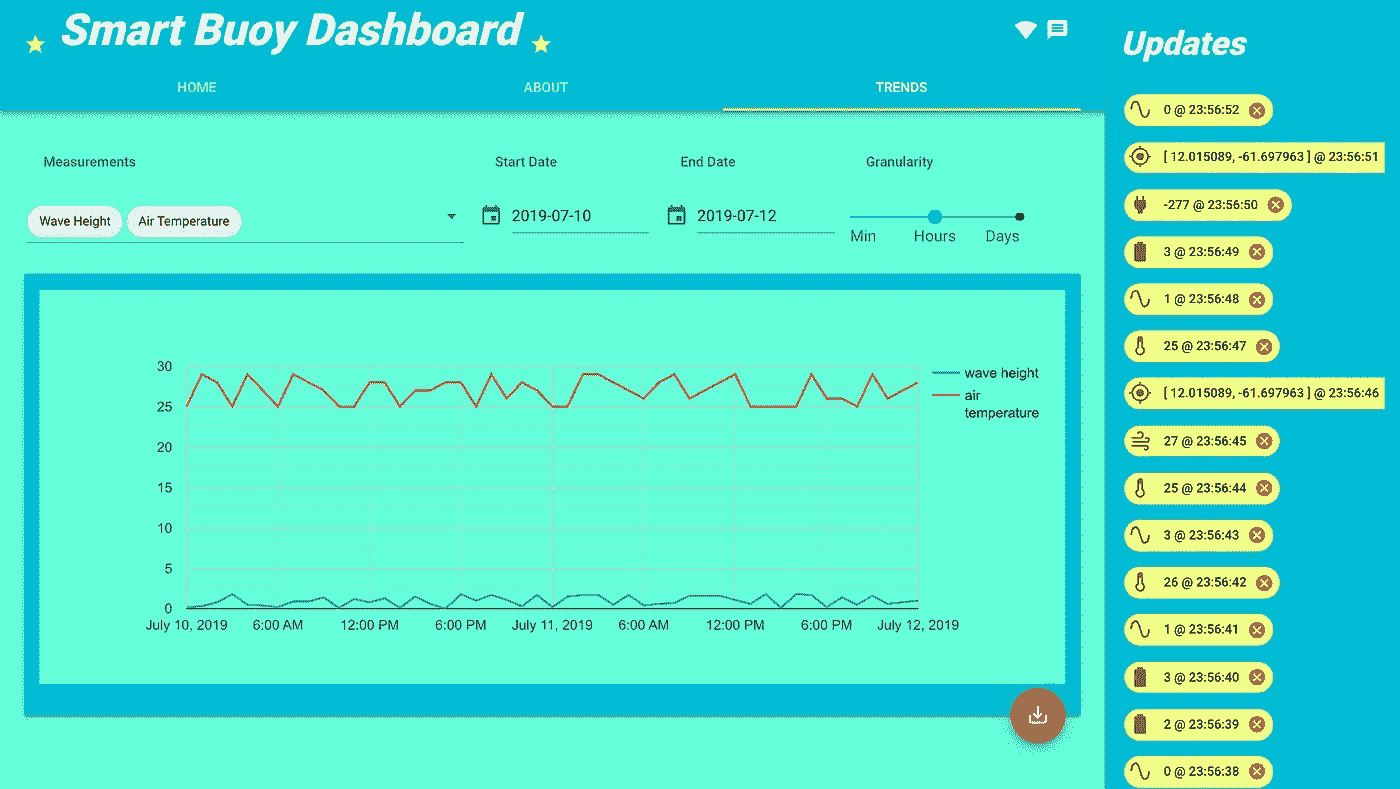 Smart Buoy Dashboard
HOME ABOUT TRENDS
Measurements Start Date End Date Granularity
Wave Height Air Temperature 2019-07-10 2019-07-12
Min Hours Days
30
25
20
15
10
5
0
July 10, 2019 6:00 AM 12:00 PM 6:00 PM July 11, 2019 6:00 AM 12:00 PM 6:00 PM July 12, 2019
wave height
air
temperature
Updates
0 @ 23:56:52
[ 12.015089, -61.697963 ] @ 23:56:51
-277 @ 23:56:50
3 @ 23:56:49
1 @ 23:56:48
25 @ 23:56:47
[ 12.015089, -61.697963 ] @ 23:56:46
27 @ 23:56:45
25 @ 23:56:44
3 @ 23:56:43
26 @ 23:56:42
1 @ 23:56:41
3 @ 23:56:40
2 @ 23:56:39
0 @ 23:56:38